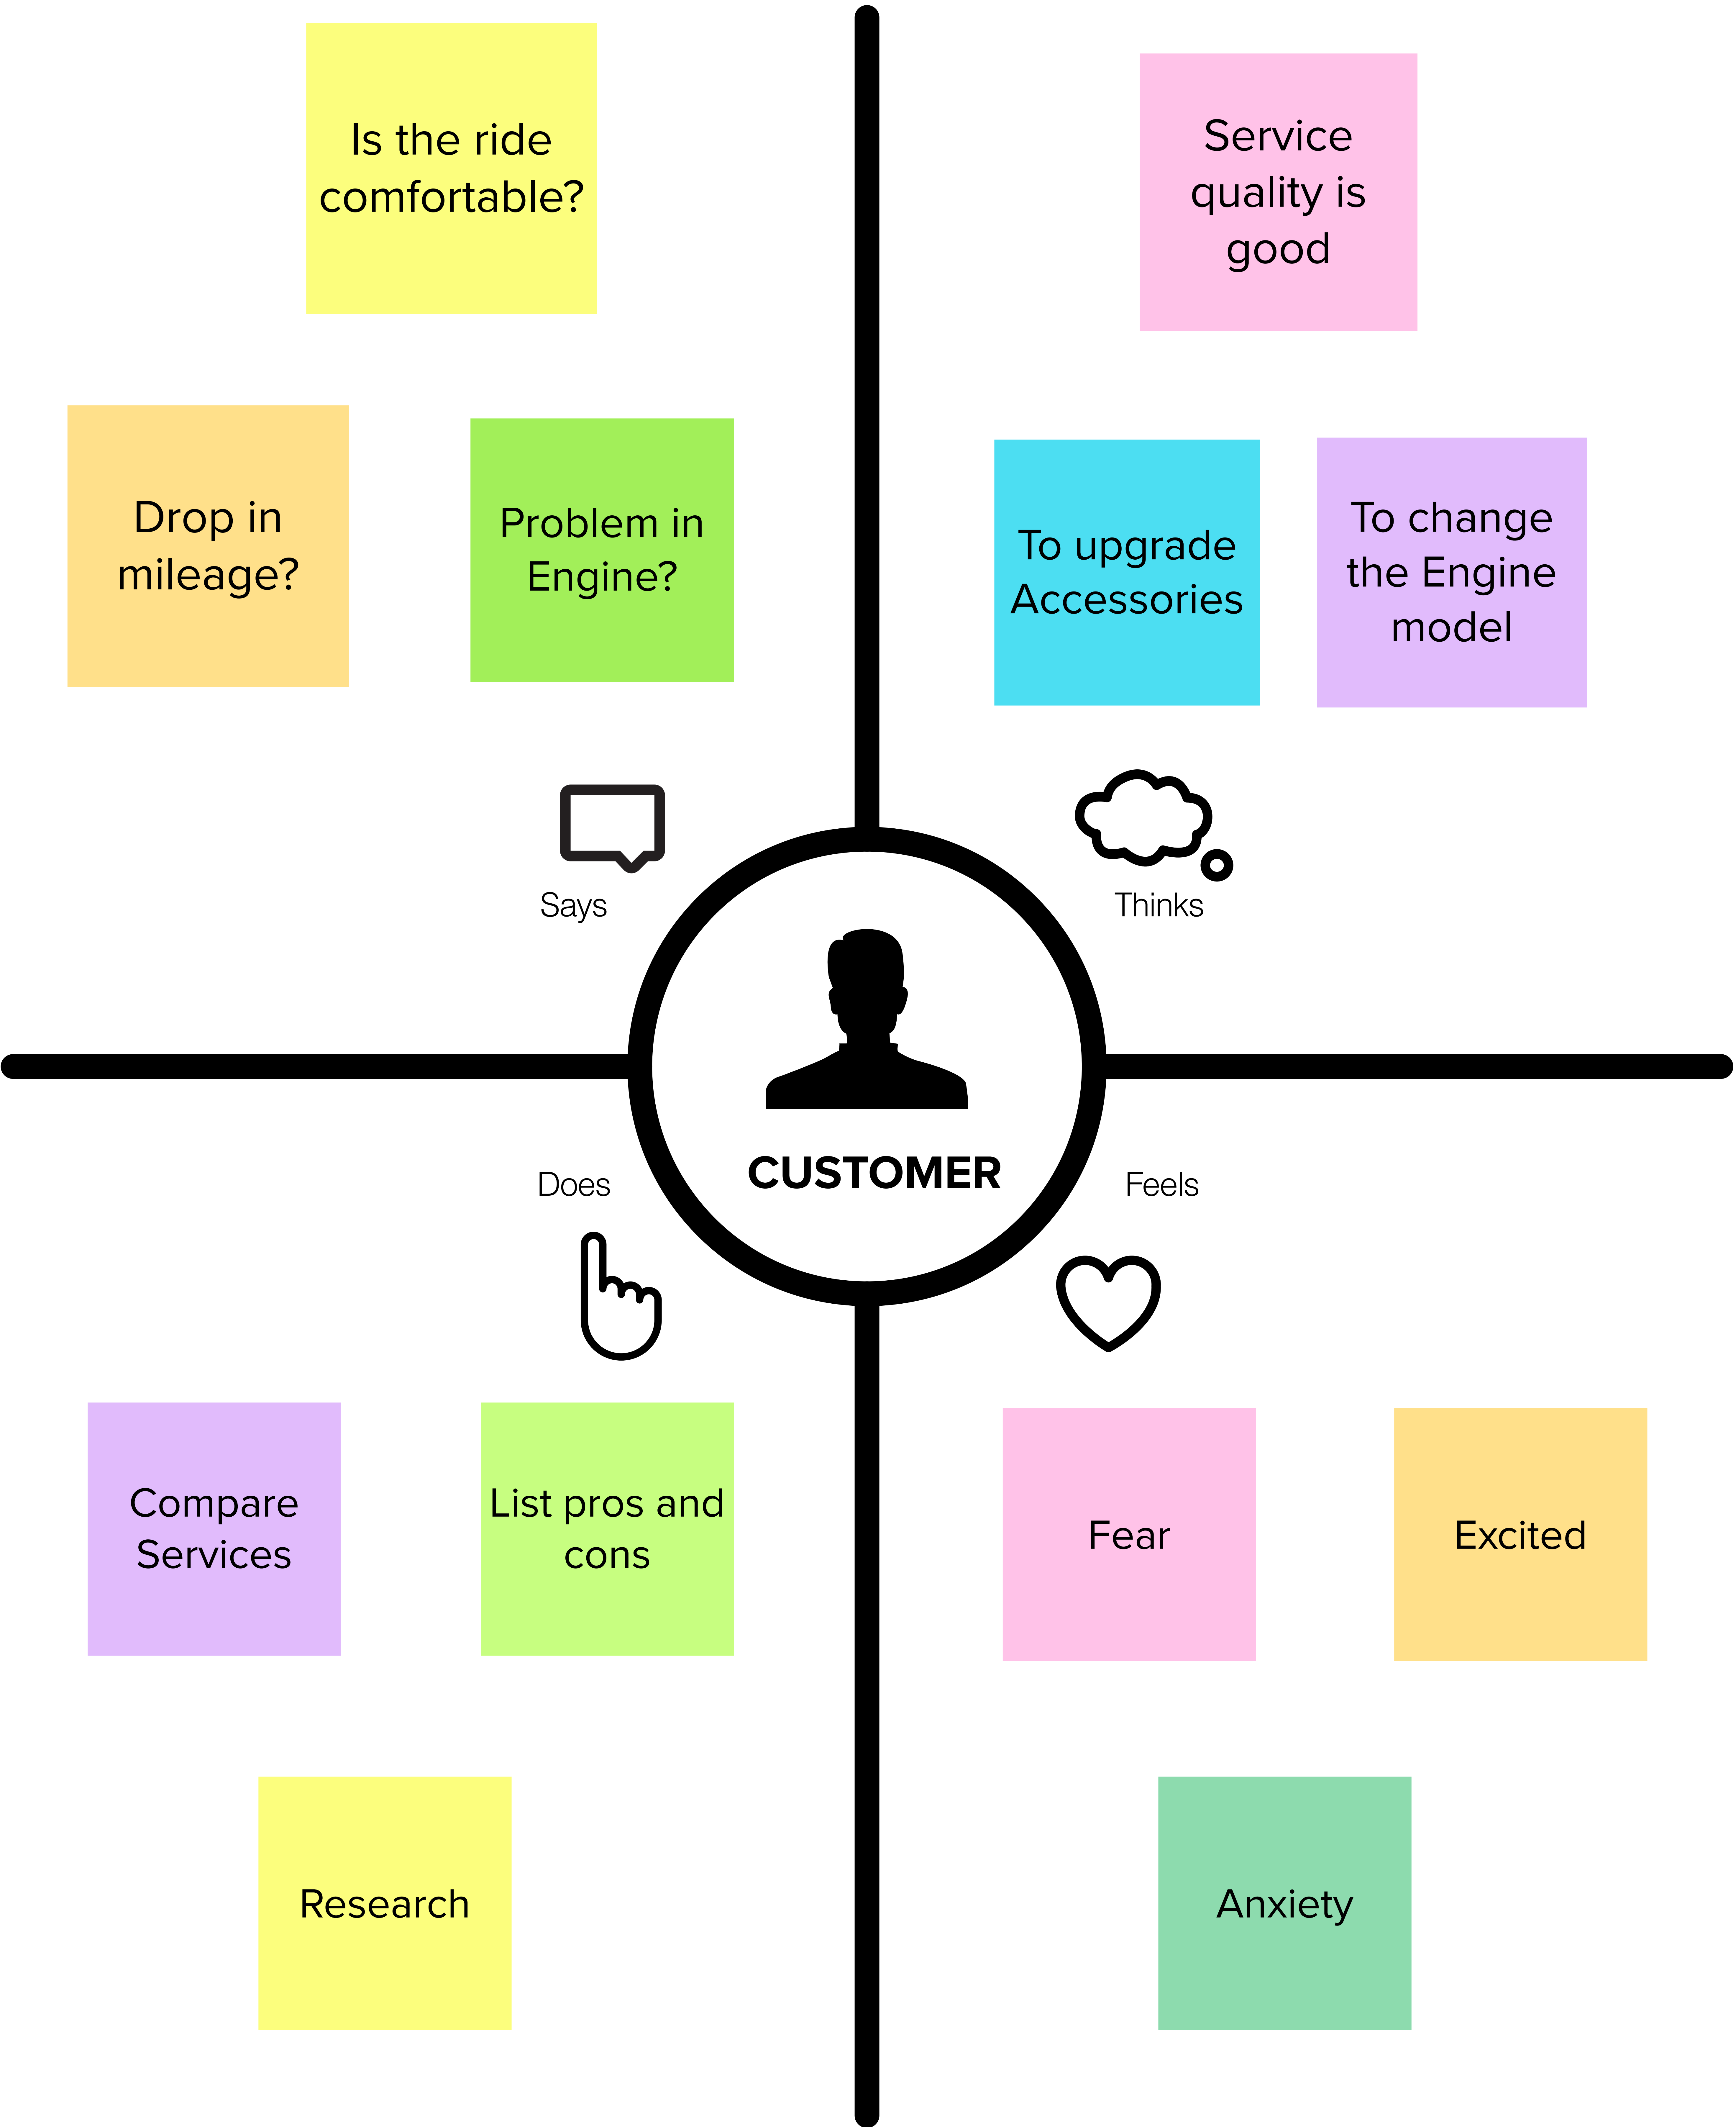 Is the ride
comfortable?
Drop in
mileage?
Problem in
Engine?
Says
Service
quality is
good
To upgrade
Accessories
To change
the Engine
model
Thinks
CUSTOMER
Does
Compare
Services
List pros and
cons
Research
Feels
Fear
Excited
Anxiety